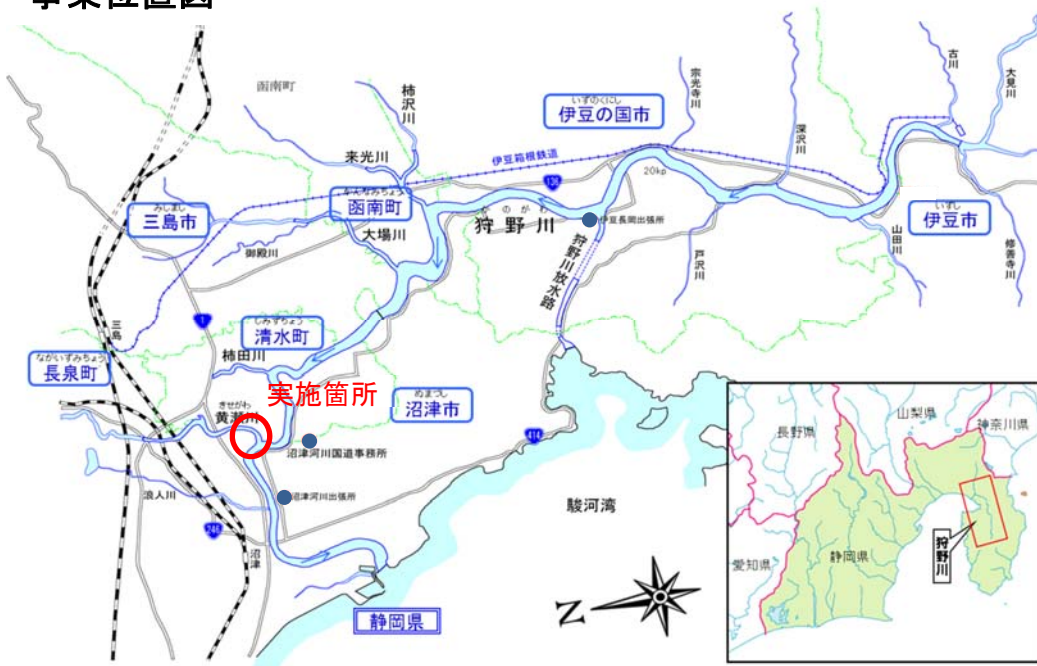 事業位置図
函南町
柿沢川
来光川
いずのくにし
伊豆の国市
宗光寺川
古川
大見川
深沢川
伊豆箱根鉄道
136
20kp
みしまし
三島市
かんなみちょう
函南町
大場川
御殿川
かのがわ
狩野川
伊豆長岡出張所
狩野川放水路
戸沢川
山田川
いずし
伊豆市
修善寺川
1
三島
しみずちょう
清水町
ながいずみちょう
長泉町
柿田川
実施箇所
きせがわ
黄瀬川
ぬまづし
沼津市
沼津河川国道事務所
414
浪人川
沼津河川出張所
246
沼津
駿河湾
静岡県
Z
長野県
山梨県
神奈川県
愛知県
静岡県
狩野川